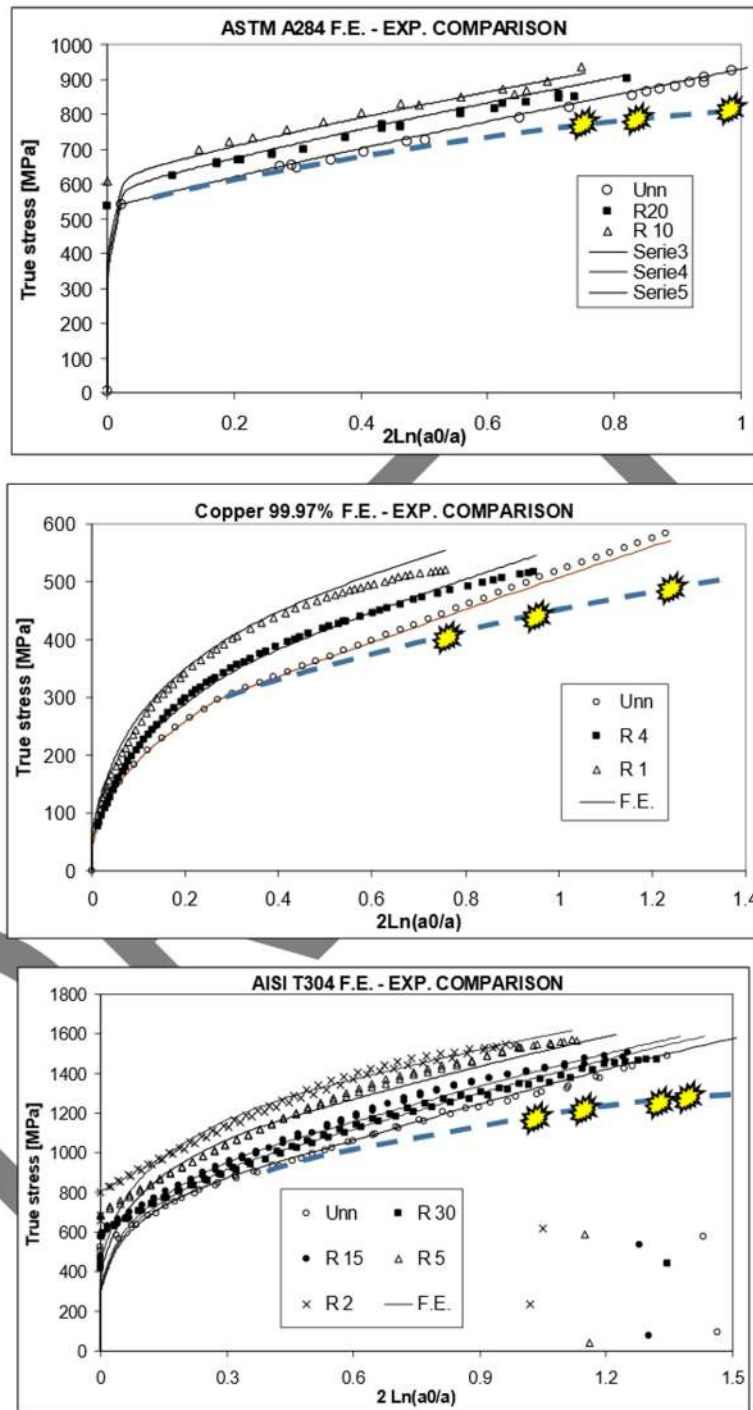 ASTM A284 F.E. - EXP. COMPARISON
1000
900
800
700
600
500
400
300
200
100
0
True stress [MPa]
Unn
R20
R 10
Serie3
Serie4
Serie5
0 0.2 0.4 0.6 0.8 1
2Ln(a0/a)
Copper 99.97% F.E. - EXP. COMPARISON
600
500
400
300
200
100
0
True stress [MPa]
Unn
R 4
R 1
F.E.
0 0.2 0.4 0.6 0.8 1 1.2 1.4
2Ln(a0/a)
AISI T304 F.E. - EXP. COMPARISON
1800
1600
1400
1200
1000
800
600
400
200
0
True stress [MPa]
Unn R 30
R 15 R 5
R 2 F.E.
0 0.3 0.6 0.9 1.2 1.5
2 Ln(a0/a)